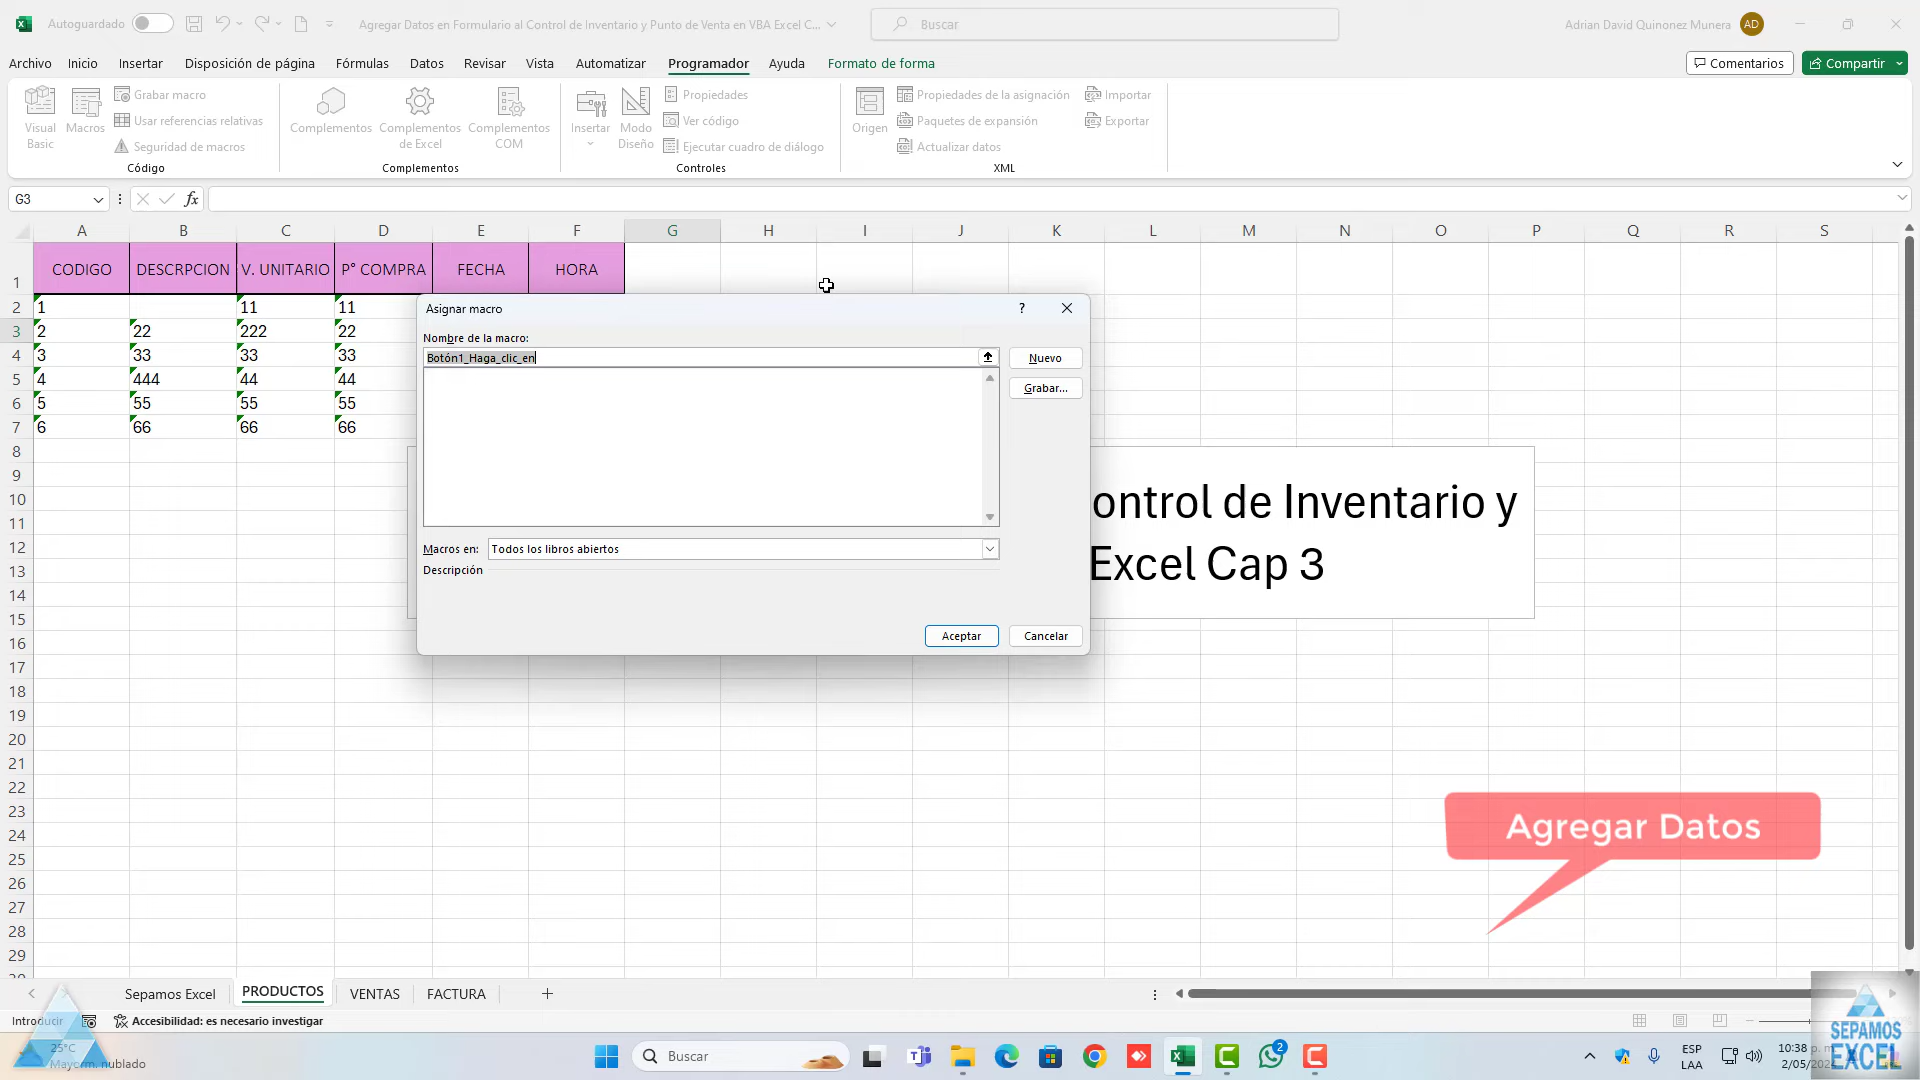 Autoguardado
Agregar Datos en Formulario al Control de Inventario y Punto de Venta en VBA Excel C...
Buscar
Adrian David Quinonez Munera
AD
Archivo Inicio Insertar Disposición de página Fórmulas Datos Revisar Vista Automatizar Programador Ayuda Formato de forma
Comentarios
Compartir
Visual Basic
Macros
Grabar macro
Usar referencias relativas
Seguridad de macros
Código
Complementos
Complementos de Excel
Complementos COM
Complementos
Insertar
Modo Diseño
Propiedades
Ver código
Ejecutar cuadro de diálogo
Controles
Origen
Propiedades de la asignación
Paquetes de expansión
Actualizar datos
Importar
Exportar
XML
G3
fx
A B C D E F G H I J K L M N O P Q R S
1 CODIGO DESCRPCION V. UNITARIO P° COMPRA FECHA HORA
2 1 11 11
3 2 22 222 22
4 3 33 33 33
5 4 444 44 44
6 5 55 55 55
7 6 66 66 66
8
9
10
11
12
13
14
15
16
17
18
19
20
21
22
23
24
25
26
27
28
29
Asignar macro
?
Nombre de la macro:
Botón1_Haga_clic_en
Nuevo
Grabar...
Macros en: Todos los libros abiertos
Descripción
Aceptar
Cancelar
ontrol de Inventario y
Excel Cap 3
Agregar Datos
Sepamos Excel PRODUCTOS VENTAS FACTURA
Introducir
Accesibilidad: es necesario investigar
25°C
Mayorm. nublado
Buscar
2
ESP
LAA
10:38 p.
2/05/202
SEPAMOS
EXCEL